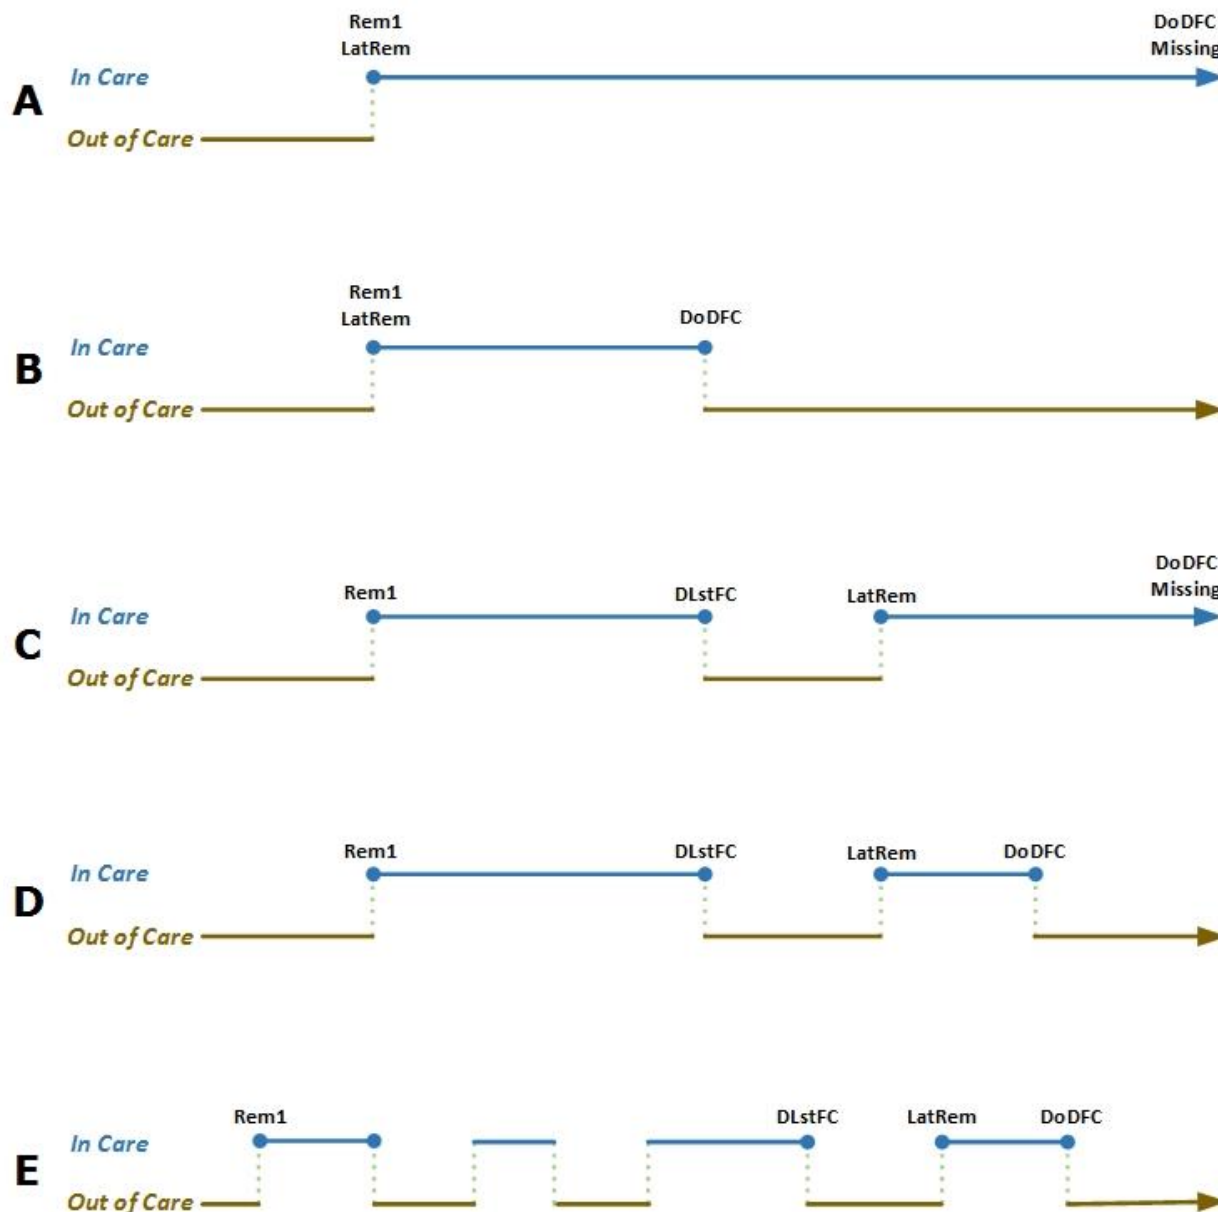 Rem1
LatRem
DoDFC
Missing
In Care
A
Out of Care
Rem1
LatRem
DoDFC
In Care
B
Out of Care
DoDFC
Missing
Rem1
DLstFC
LatRem
In Care
C
Out of Care
Rem1
DLstFC
LatRem
DoDFC
In Care
D
Out of Care
Rem1
DLstFC
LatRem
DoDFC
In Care
E
Out of Care